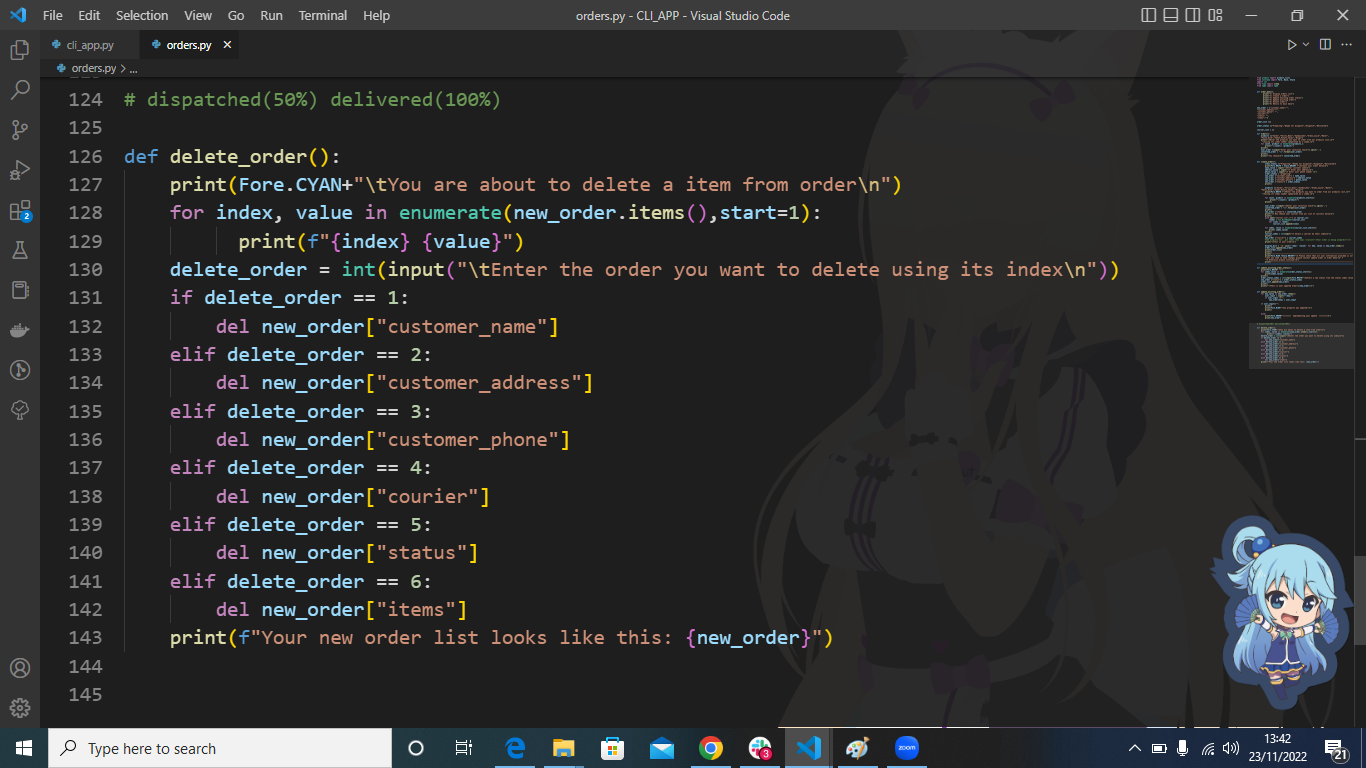 File Edit Selection View Go Run Terminal Help orders.py - CLI_APP - Visual Studio Code
cli_app.py orders.py
orders.py > ...
124 # dispatched(50%) delivered(100%)
125
126 def delete_order():
127     print(Fore.CYAN+"\tYou are about to delete a item from order\n")
128     for index, value in enumerate(new_order.items(),start=1):
129           print(f"{index} {value}")
130     delete_order = int(input("\tEnter the order you want to delete using its index\n"))
131     if delete_order == 1:
132         del new_order["customer_name"]
133     elif delete_order == 2:
134         del new_order["customer_address"]
135     elif delete_order == 3:
136         del new_order["customer_phone"]
137     elif delete_order == 4:
138         del new_order["courier"]
139     elif delete_order == 5:
140         del new_order["status"]
141     elif delete_order == 6:
142         del new_order["items"]
143     print(f"Your new order list looks like this: {new_order}")
144
145
2
Type here to search
3
zoom
13:42
23/11/2022
21